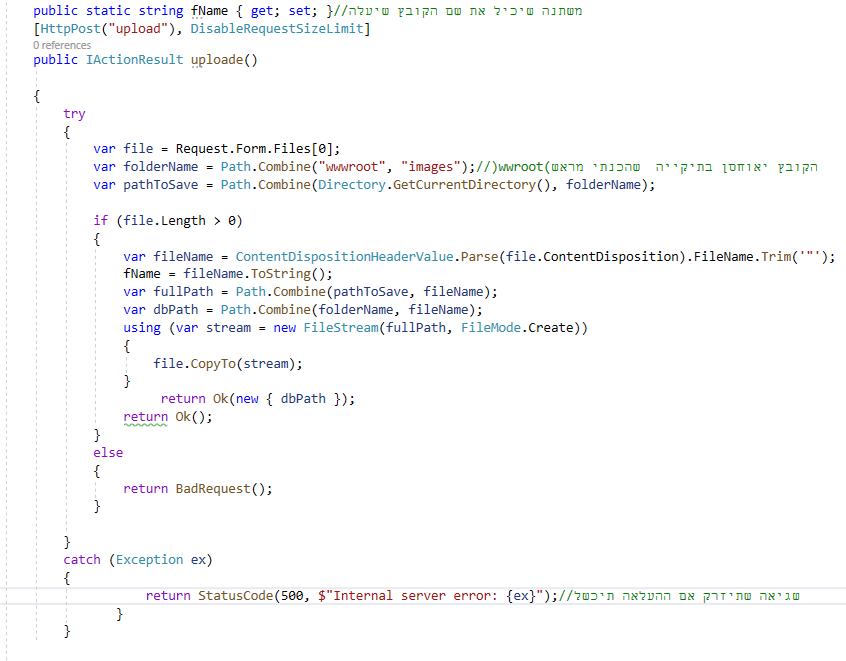 public static string fName { get; set; }//משתנה שיכיל את שם הקובץ שיעלה
[HttpPost("upload"), DisableRequestSizeLimit]
0 references
public IActionResult uploade()
{
try
{
var file = Request.Form.Files[0];
var folderName = Path.Combine("wwwroot", "images");//)wwroot(הקובץ יאוחסן בתיקייה  שהכנתי מראש
var pathToSave = Path.Combine(Directory.GetCurrentDirectory(), folderName);
if (file.Length > 0)
{
var fileName = ContentDispositionHeaderValue.Parse(file.ContentDisposition).FileName.Trim('"');
fName = fileName.ToString();
var fullPath = Path.Combine(pathToSave, fileName);
var dbPath = Path.Combine(folderName, fileName);
using (var stream = new FileStream(fullPath, FileMode.Create))
{
file.CopyTo(stream);
}
return Ok(new { dbPath });
return Ok();
}
else
{
return BadRequest();
}
}
catch (Exception ex)
{
return StatusCode(500, $"Internal server error: {ex}");//שגיאה שתיזרק אם ההעלאה תיכשל
}
}